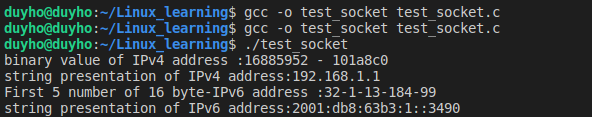 duyho@duyho:~/Linux_learning$ gcc -o test_socket test_socket.c
duyho@duyho:~/Linux_learning$ gcc -o test_socket test_socket.c
duyho@duyho:~/Linux_learning$ ./test_socket
binary value of IPv4 address :16885952 - 101a8c0
string presentation of IPv4 address:192.168.1.1
First 5 number of 16 byte-IPv6 address :32-1-13-184-99
string presentation of IPv6 address:2001:db8:63b3:1::3490